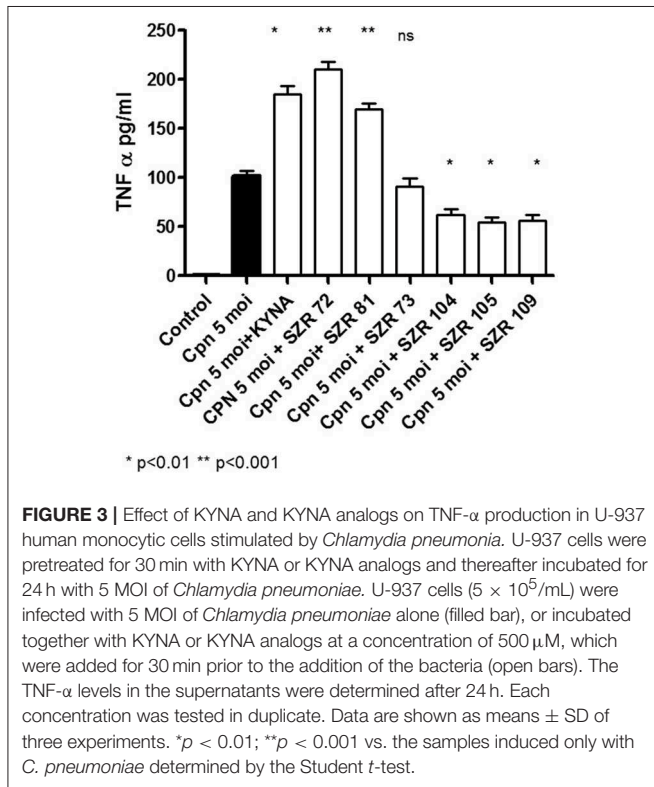 * ** ** ns
* * *
250
200
150
100
50
0
TNF α pg/ml
Control
Cpn 5 moi
Cpn 5 moi+KYNA
CPN 5 moi + SZR 72
Cpn 5 moi+ SZR 81
Cpn 5 moi + SZR 73
Cpn 5 moi + SZR 104
Cpn 5 moi + SZR 105
Cpn 5 moi + SZR 109
* p<0.01 ** p<0.001
FIGURE 3 | Effect of KYNA and KYNA analogs on TNF-α production in U-937
human monocytic cells stimulated by Chlamydia pneumonia. U-937 cells were
pretreated for 30 min with KYNA or KYNA analogs and thereafter incubated for
24 h with 5 MOI of Chlamydia pneumoniae. U-937 cells (5 × 10⁵/mL) were
infected with 5 MOI of Chlamydia pneumoniae alone (filled bar), or incubated
together with KYNA or KYNA analogs at a concentration of 500 μM, which
were added for 30 min prior to the addition of the bacteria (open bars). The
TNF-α levels in the supernatants were determined after 24 h. Each
concentration was tested in duplicate. Data are shown as means ± SD of
three experiments. *p < 0.01; **p < 0.001 vs. the samples induced only with
C. pneumoniae determined by the Student t-test.